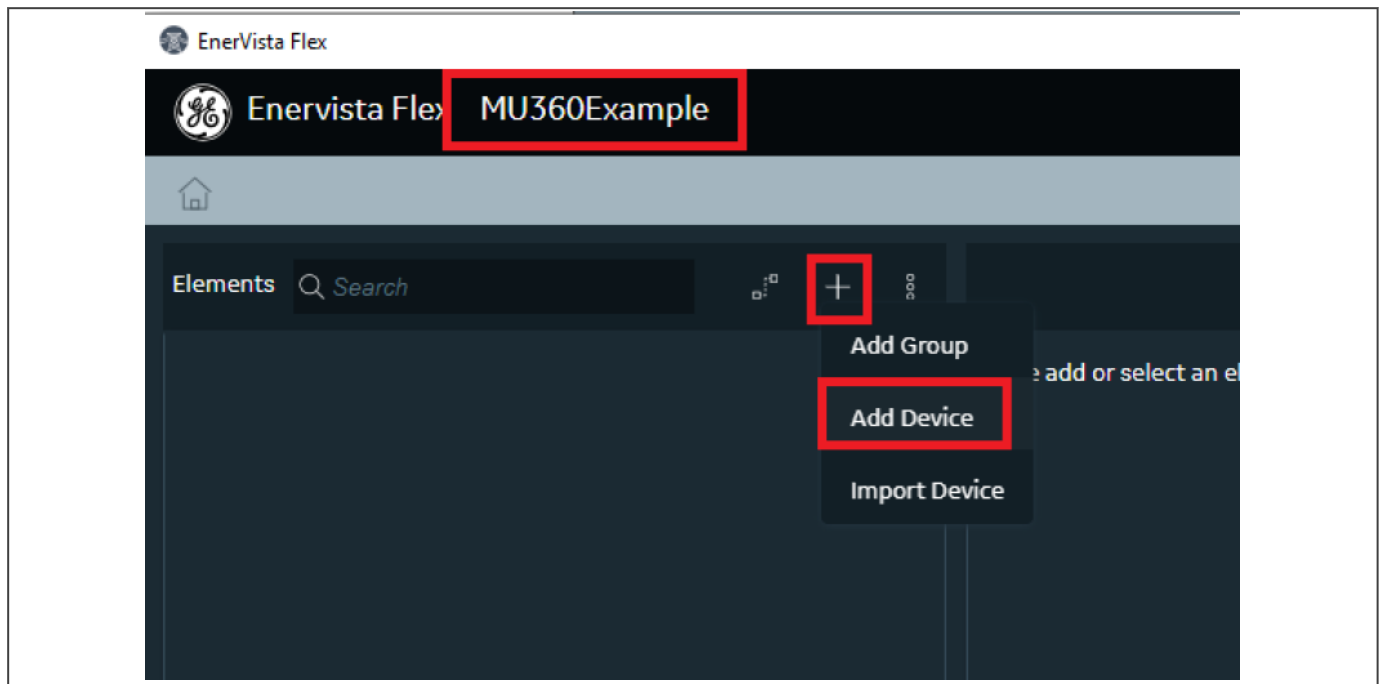 EnerVista Flex
Enervista Flex MU360Example
Elements Search
Add Group
add or select an el
Add Device
Import Device